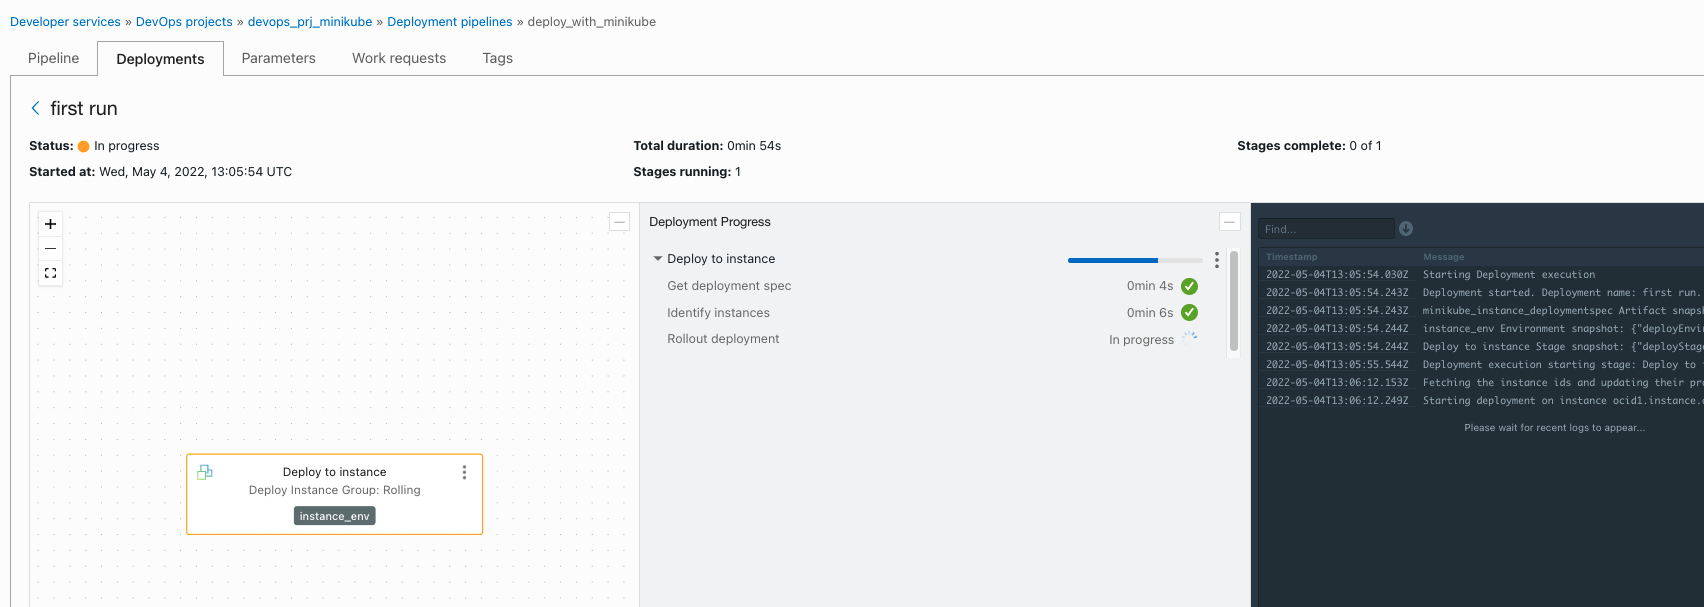 Developer services » DevOps projects » devops_prj_minikube » Deployment pipelines » deploy_with_minikube
Pipeline Deployments Parameters Work requests Tags
first run
Status: In progress
Total duration: 0min 54s
Stages complete: 0 of 1
Started at: Wed, May 4, 2022, 13:05:54 UTC
Stages running: 1
Deploy to instance
Deploy Instance Group: Rolling
instance_env
Deployment Progress
Deploy to instance
Get deployment spec 0min 4s
Identify instances 0min 6s
Rollout deployment In progress
Find...
Timestamp Message
2022-05-04T13:05:54.030Z Starting Deployment execution
2022-05-04T13:05:54.243Z Deployment started. Deployment name: first run.
2022-05-04T13:05:54.243Z minikube_instance_deploymentspec Artifact snaps
2022-05-04T13:05:54.244Z instance_env Environment snapshot: {"deployEnvi
2022-05-04T13:05:54.244Z Deploy to instance Stage snapshot: {"deployStag
2022-05-04T13:05:55.544Z Deployment execution starting stage: Deploy to
2022-05-04T13:06:12.153Z Fetching the instance ids and updating their pr
2022-05-04T13:06:12.249Z Starting deployment on instance ocid1.instance.
Please wait for recent logs to appear...